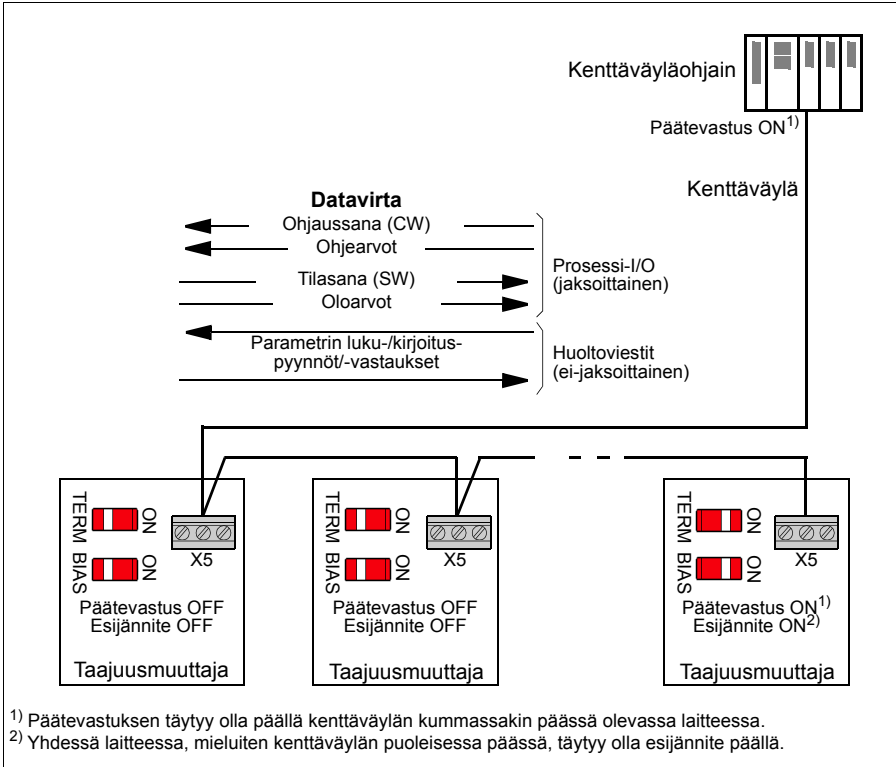 Kenttäväyläohjain
Päätevastus ON1)
Kenttäväylä
Datavirta
Ohjaussana (CW)
Ohjearvot
Tilasana (SW)
Oloarvot
Prosessi-I/O
(jaksoittainen)
Parametrin luku-/kirjoitus-
pyynnöt/-vastaukset
Huoltoviestit
(ei-jaksoittainen)
TERM
ON
BIAS
ON
X5
Päätevastus OFF
Esijännite OFF
Taajuusmuuttaja
TERM
ON
BIAS
ON
X5
Päätevastus OFF
Esijännite OFF
Taajuusmuuttaja
TERM
ON
BIAS
ON
X5
Päätevastus ON1)
Esijännite ON2)
Taajuusmuuttaja
1) Päätevastuksen täytyy olla päällä kenttäväylän kummassakin päässä olevassa laitteessa.
2) Yhdessä laitteessa, mieluiten kenttäväylän puoleisessa päässä, täytyy olla esijännite päällä.